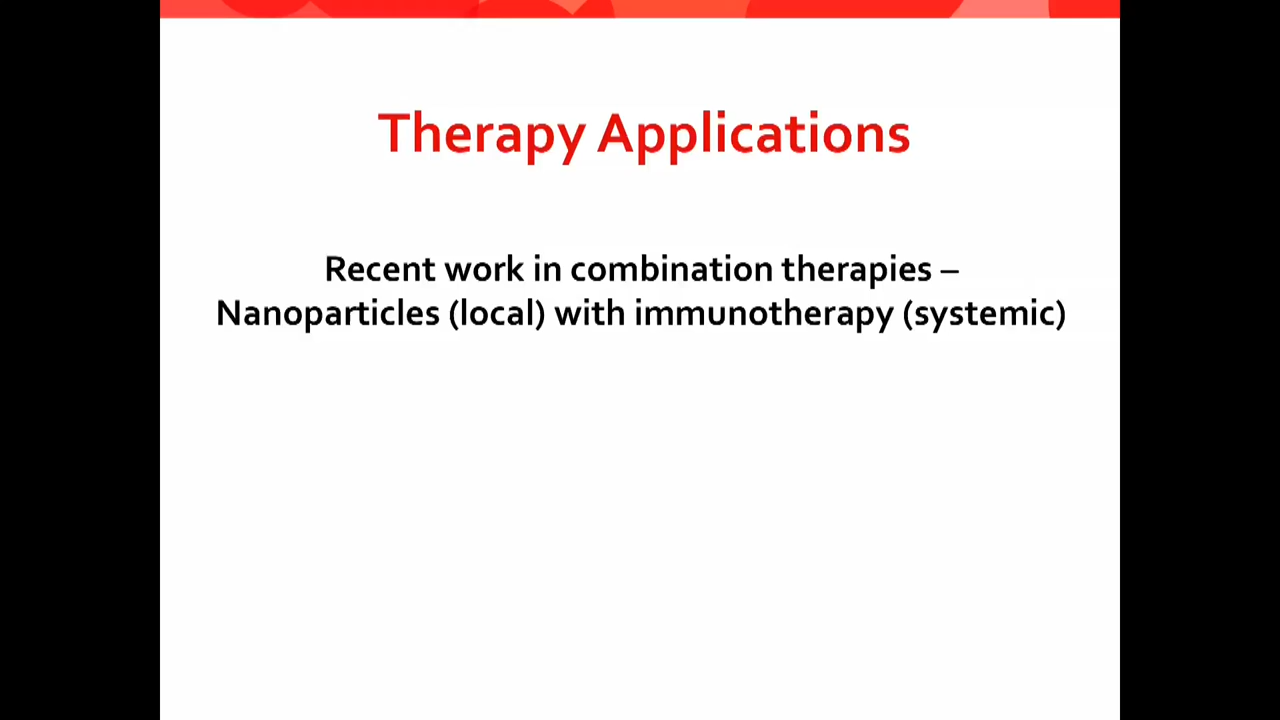 Therapy Applications
Recent work in combination therapies –
Nanoparticles (local) with immunotherapy (systemic)